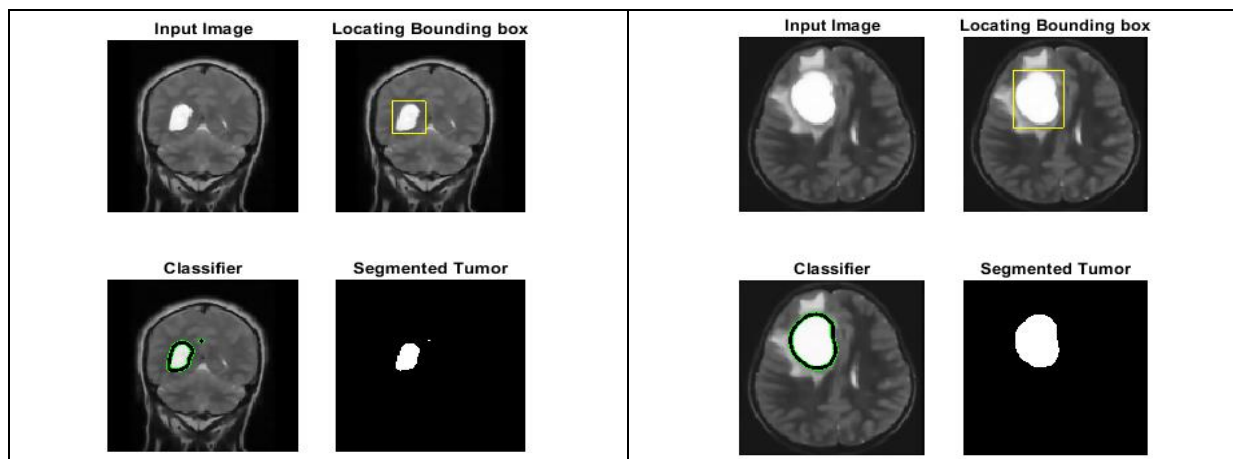 Input Image
Locating Bounding box
Classifier
Segmented Tumor
Input Image
Locating Bounding box
Classifier
Segmented Tumor